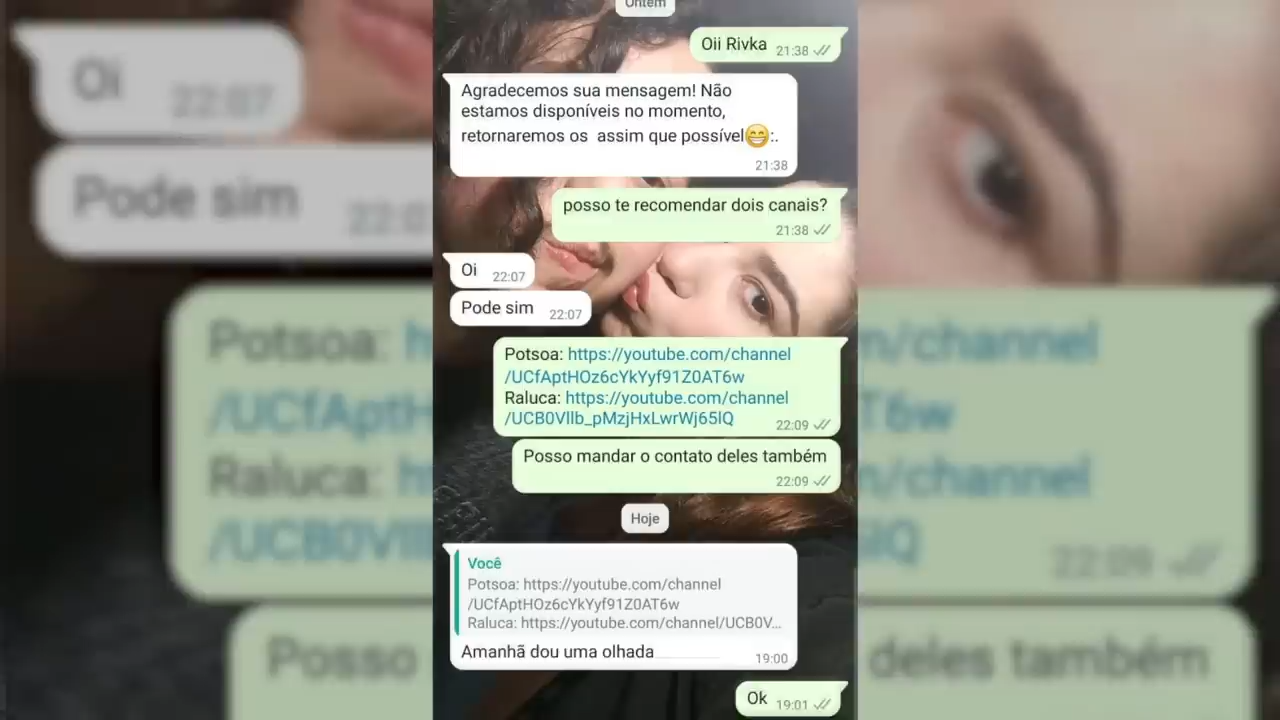 Ontem
Oii Rivka 21:38
Agradecemos sua mensagem! Não
estamos disponíveis no momento,
retornaremos os assim que possível😁:.
21:38
posso te recomendar dois canais?
21:38
Oi 22:07
Pode sim 22:07
Potsoa: https://youtube.com/channel
/UCfAptHOz6cYkYyf91Z0AT6w
Raluca: https://youtube.com/channel
/UCB0Vllb_pMzjHxLwrWj65lQ 22:09
Posso mandar o contato deles também
22:09
Hoje
Você
Potsoa: https://youtube.com/channel
/UCfAptHOz6cYkYyf91Z0AT6w
Raluca: https://youtube.com/channel/UCB0V...
Amanhã dou uma olhada 19:00
Ok 19:01